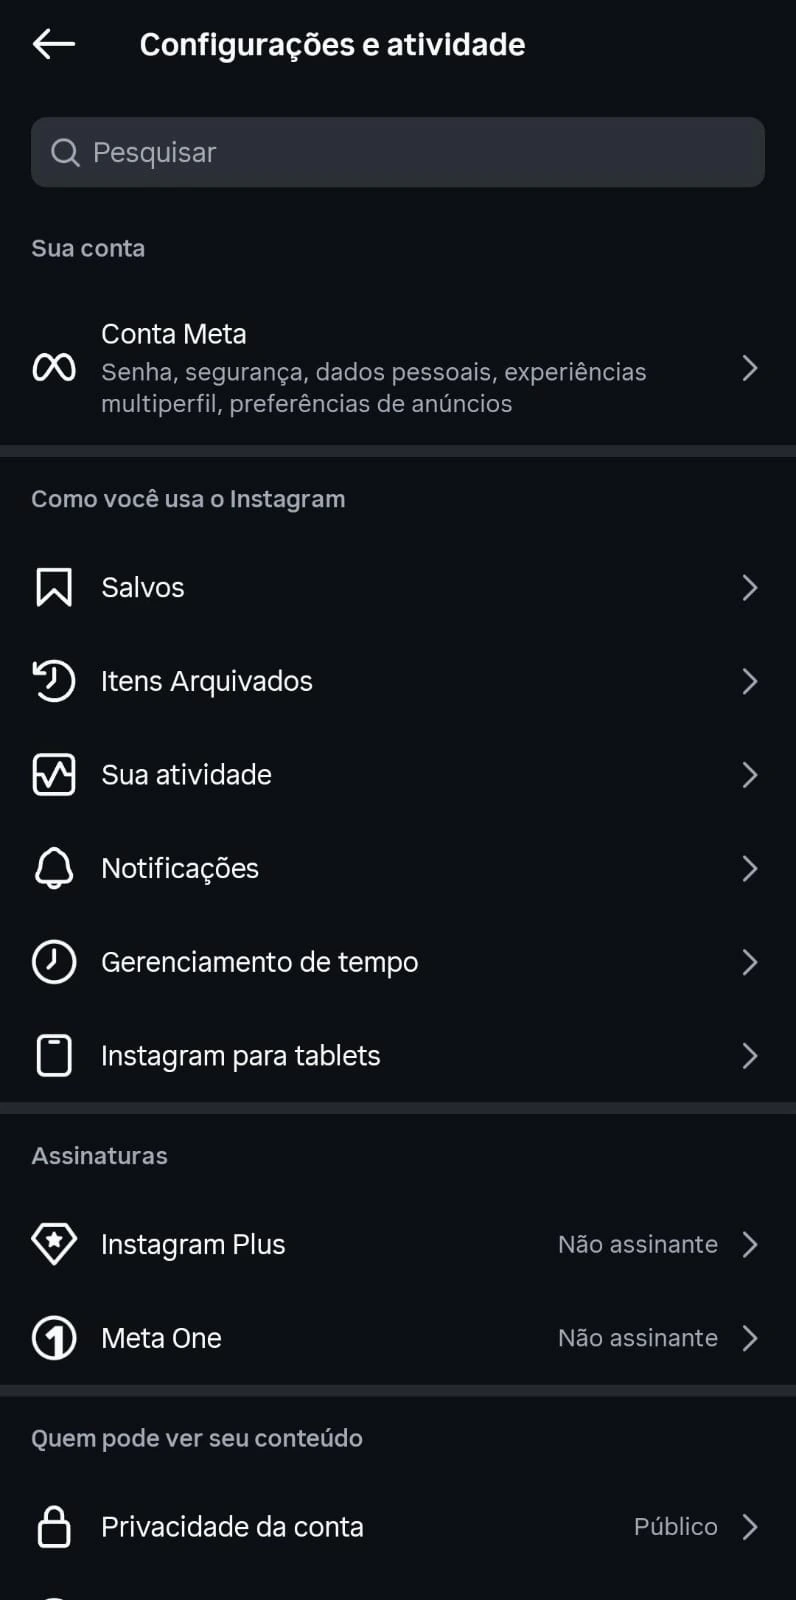 Configurações e atividade
Pesquisar
Sua conta
Conta Meta
Senha, segurança, dados pessoais, experiências
multiperfil, preferências de anúncios
Como você usa o Instagram
Salvos
Itens Arquivados
Sua atividade
Notificações
Gerenciamento de tempo
Instagram para tablets
Assinaturas
Instagram Plus Não assinante
Meta One Não assinante
Quem pode ver seu conteúdo
Privacidade da conta Público